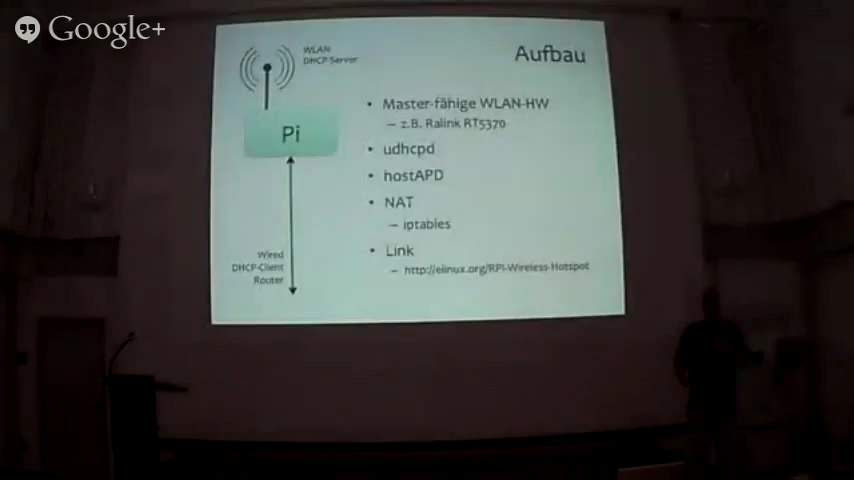 Google+
Aufbau
WLAN
DHCP-Server
Pi
Wired
DHCP-Client
Router
• Master-fähige WLAN-HW
– z.B. Ralink RT5370
• udhcpd
• hostAPD
• NAT
– iptables
• Link
– http://elinux.org/RPI-Wireless-Hotspot